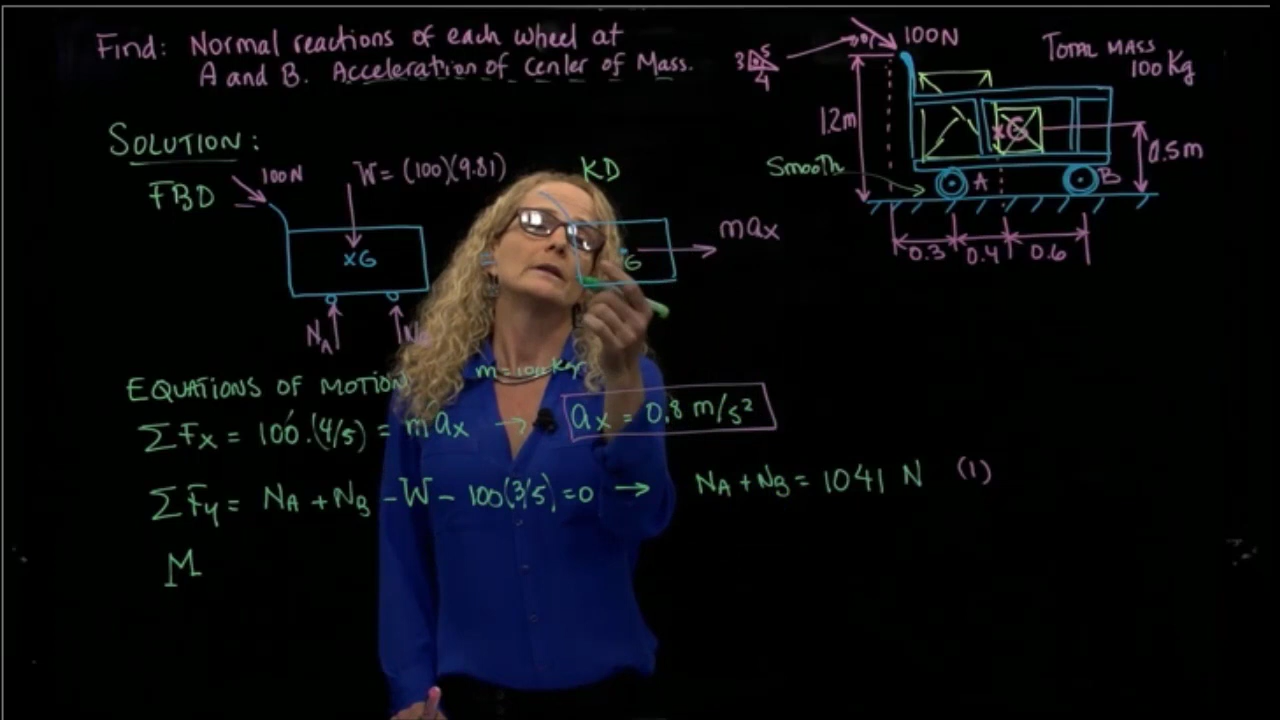 Find: Normal reactions of each wheel at
A and B. Acceleration of Center of Mass.
3 5
4
100N
TOTAL MASS
100 Kg
1.2m
G
0.5m
Smooth
A
B
0.3
0.4
0.6
SOLUTION:
FBD
100N
W = (100)(9.81)
xG
NA
KD
G
max
=
EQUATIONS OF MOTION
ΣFx = 100.(4/5) = max → ax = 0.8 m/s²
ΣFy = NA + NB - W - 100(3/5) = 0 → NA + NB = 1041 N (1)
M